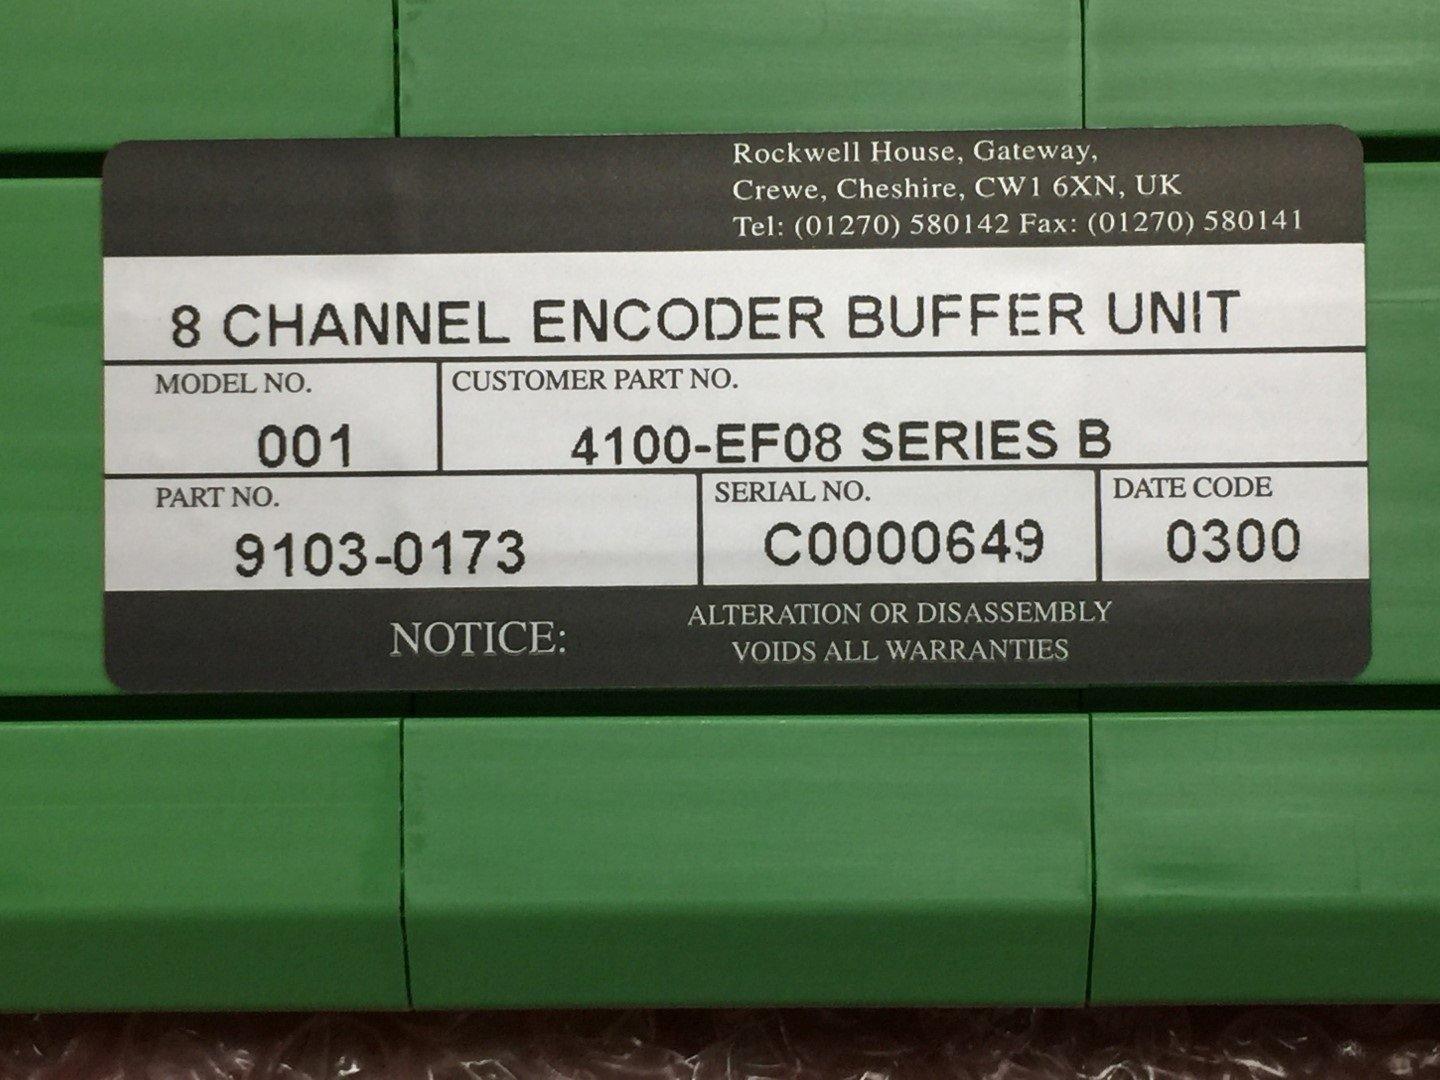 Rockwell House, Gateway,
Crewe, Cheshire, CW1 6XN, UK
Tel: (01270) 580142 Fax: (01270) 580141
8 CHANNEL ENCODER BUFFER UNIT
MODEL NO.
001
CUSTOMER PART NO.
4100-EF08 SERIES B
PART NO.
9103-0173
SERIAL NO.
C0000649
DATE CODE
0300
NOTICE:
ALTERATION OR DISASSEMBLY
VOIDS ALL WARRANTIES